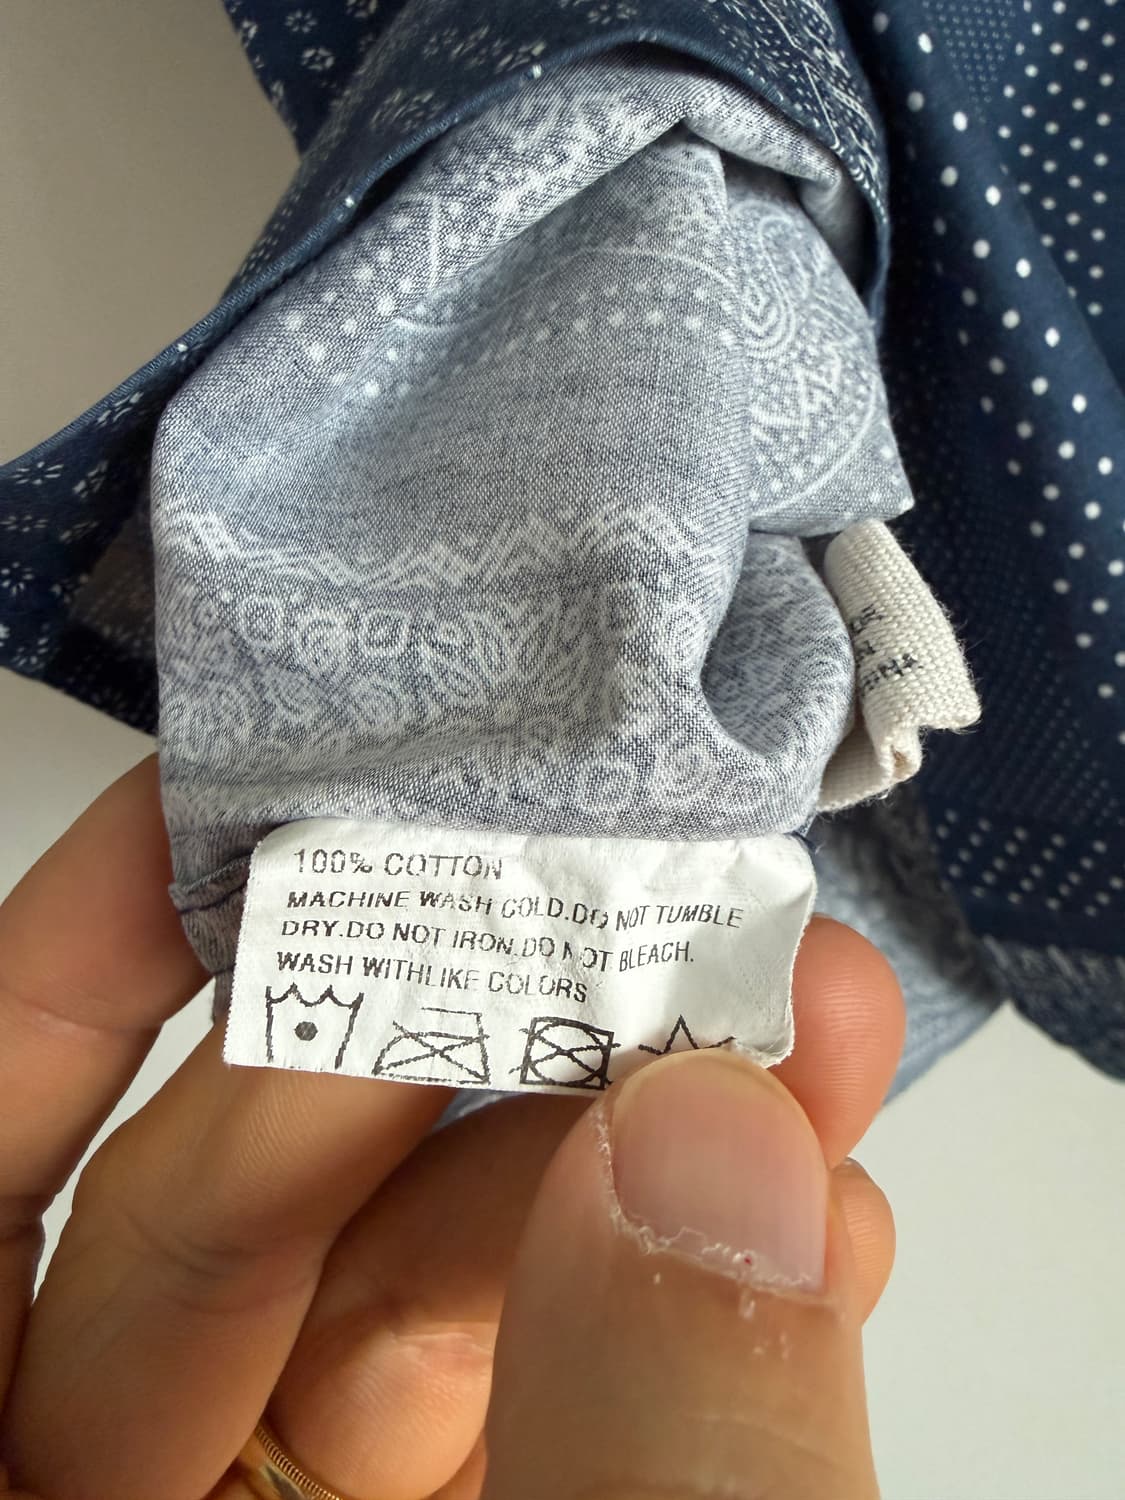 100% COTTON
MACHINE WASH COLD.DO NOT TUMBLE
DRY.DO NOT IRON.DO NOT BLEACH.
WASH WITHLIKE COLORS